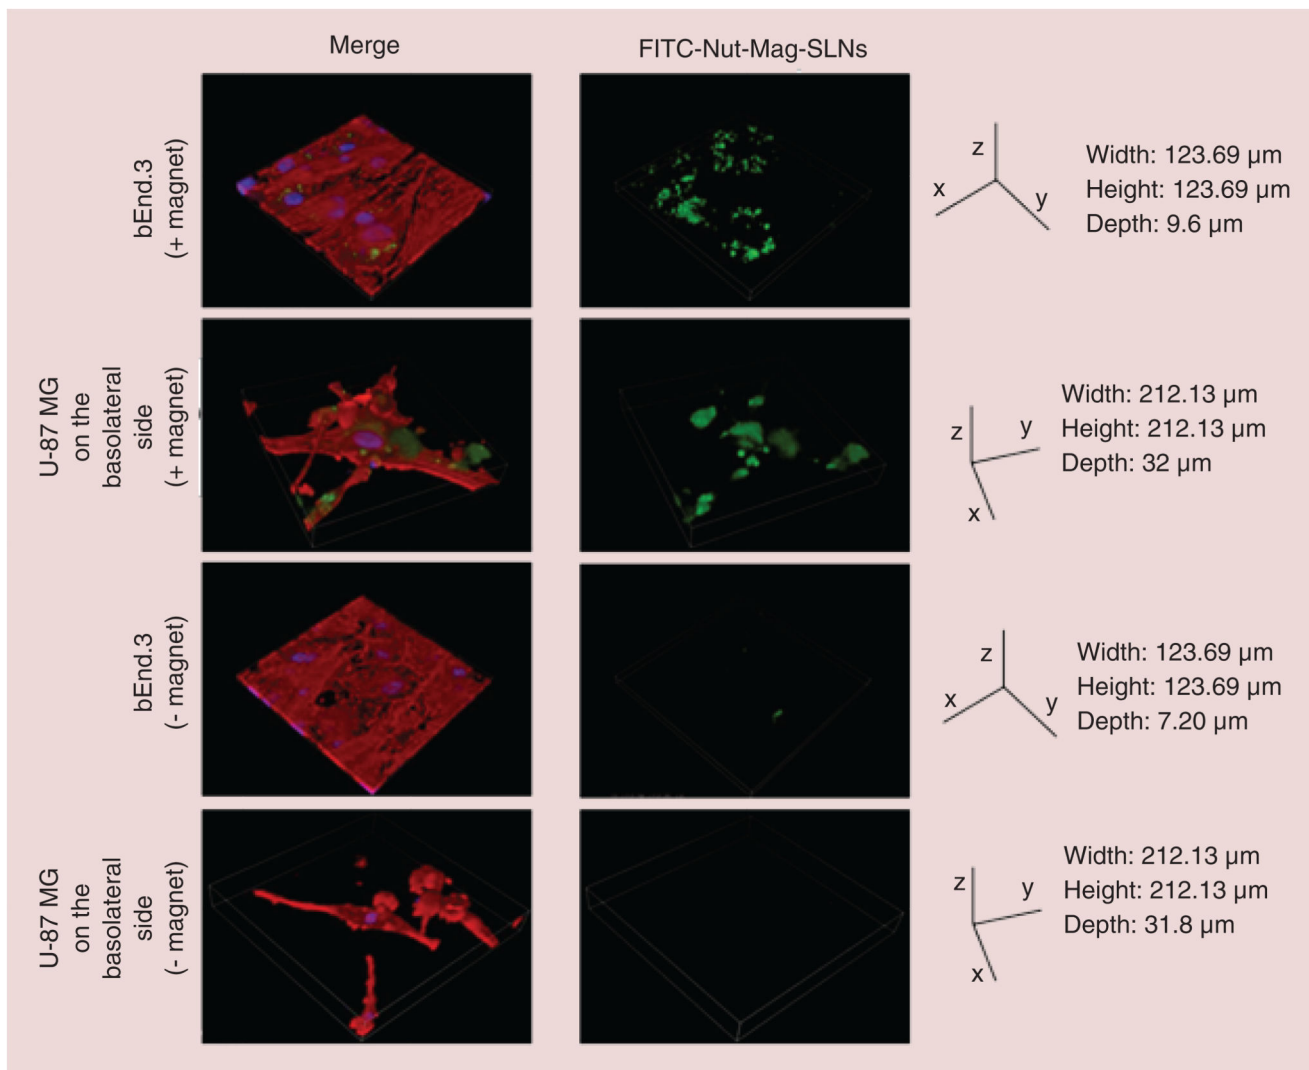 Merge
FITC-Nut-Mag-SLNs
bEnd.3
(+ magnet)
z
x
y
Width: 123.69 µm
Height: 123.69 µm
Depth: 9.6 µm
U-87 MG
on the
basolateral
side
(+ magnet)
z
y
x
Width: 212.13 µm
Height: 212.13 µm
Depth: 32 µm
bEnd.3
(- magnet)
z
x
y
Width: 123.69 µm
Height: 123.69 µm
Depth: 7.20 µm
U-87 MG
on the
basolateral
side
(- magnet)
z
y
x
Width: 212.13 µm
Height: 212.13 µm
Depth: 31.8 µm